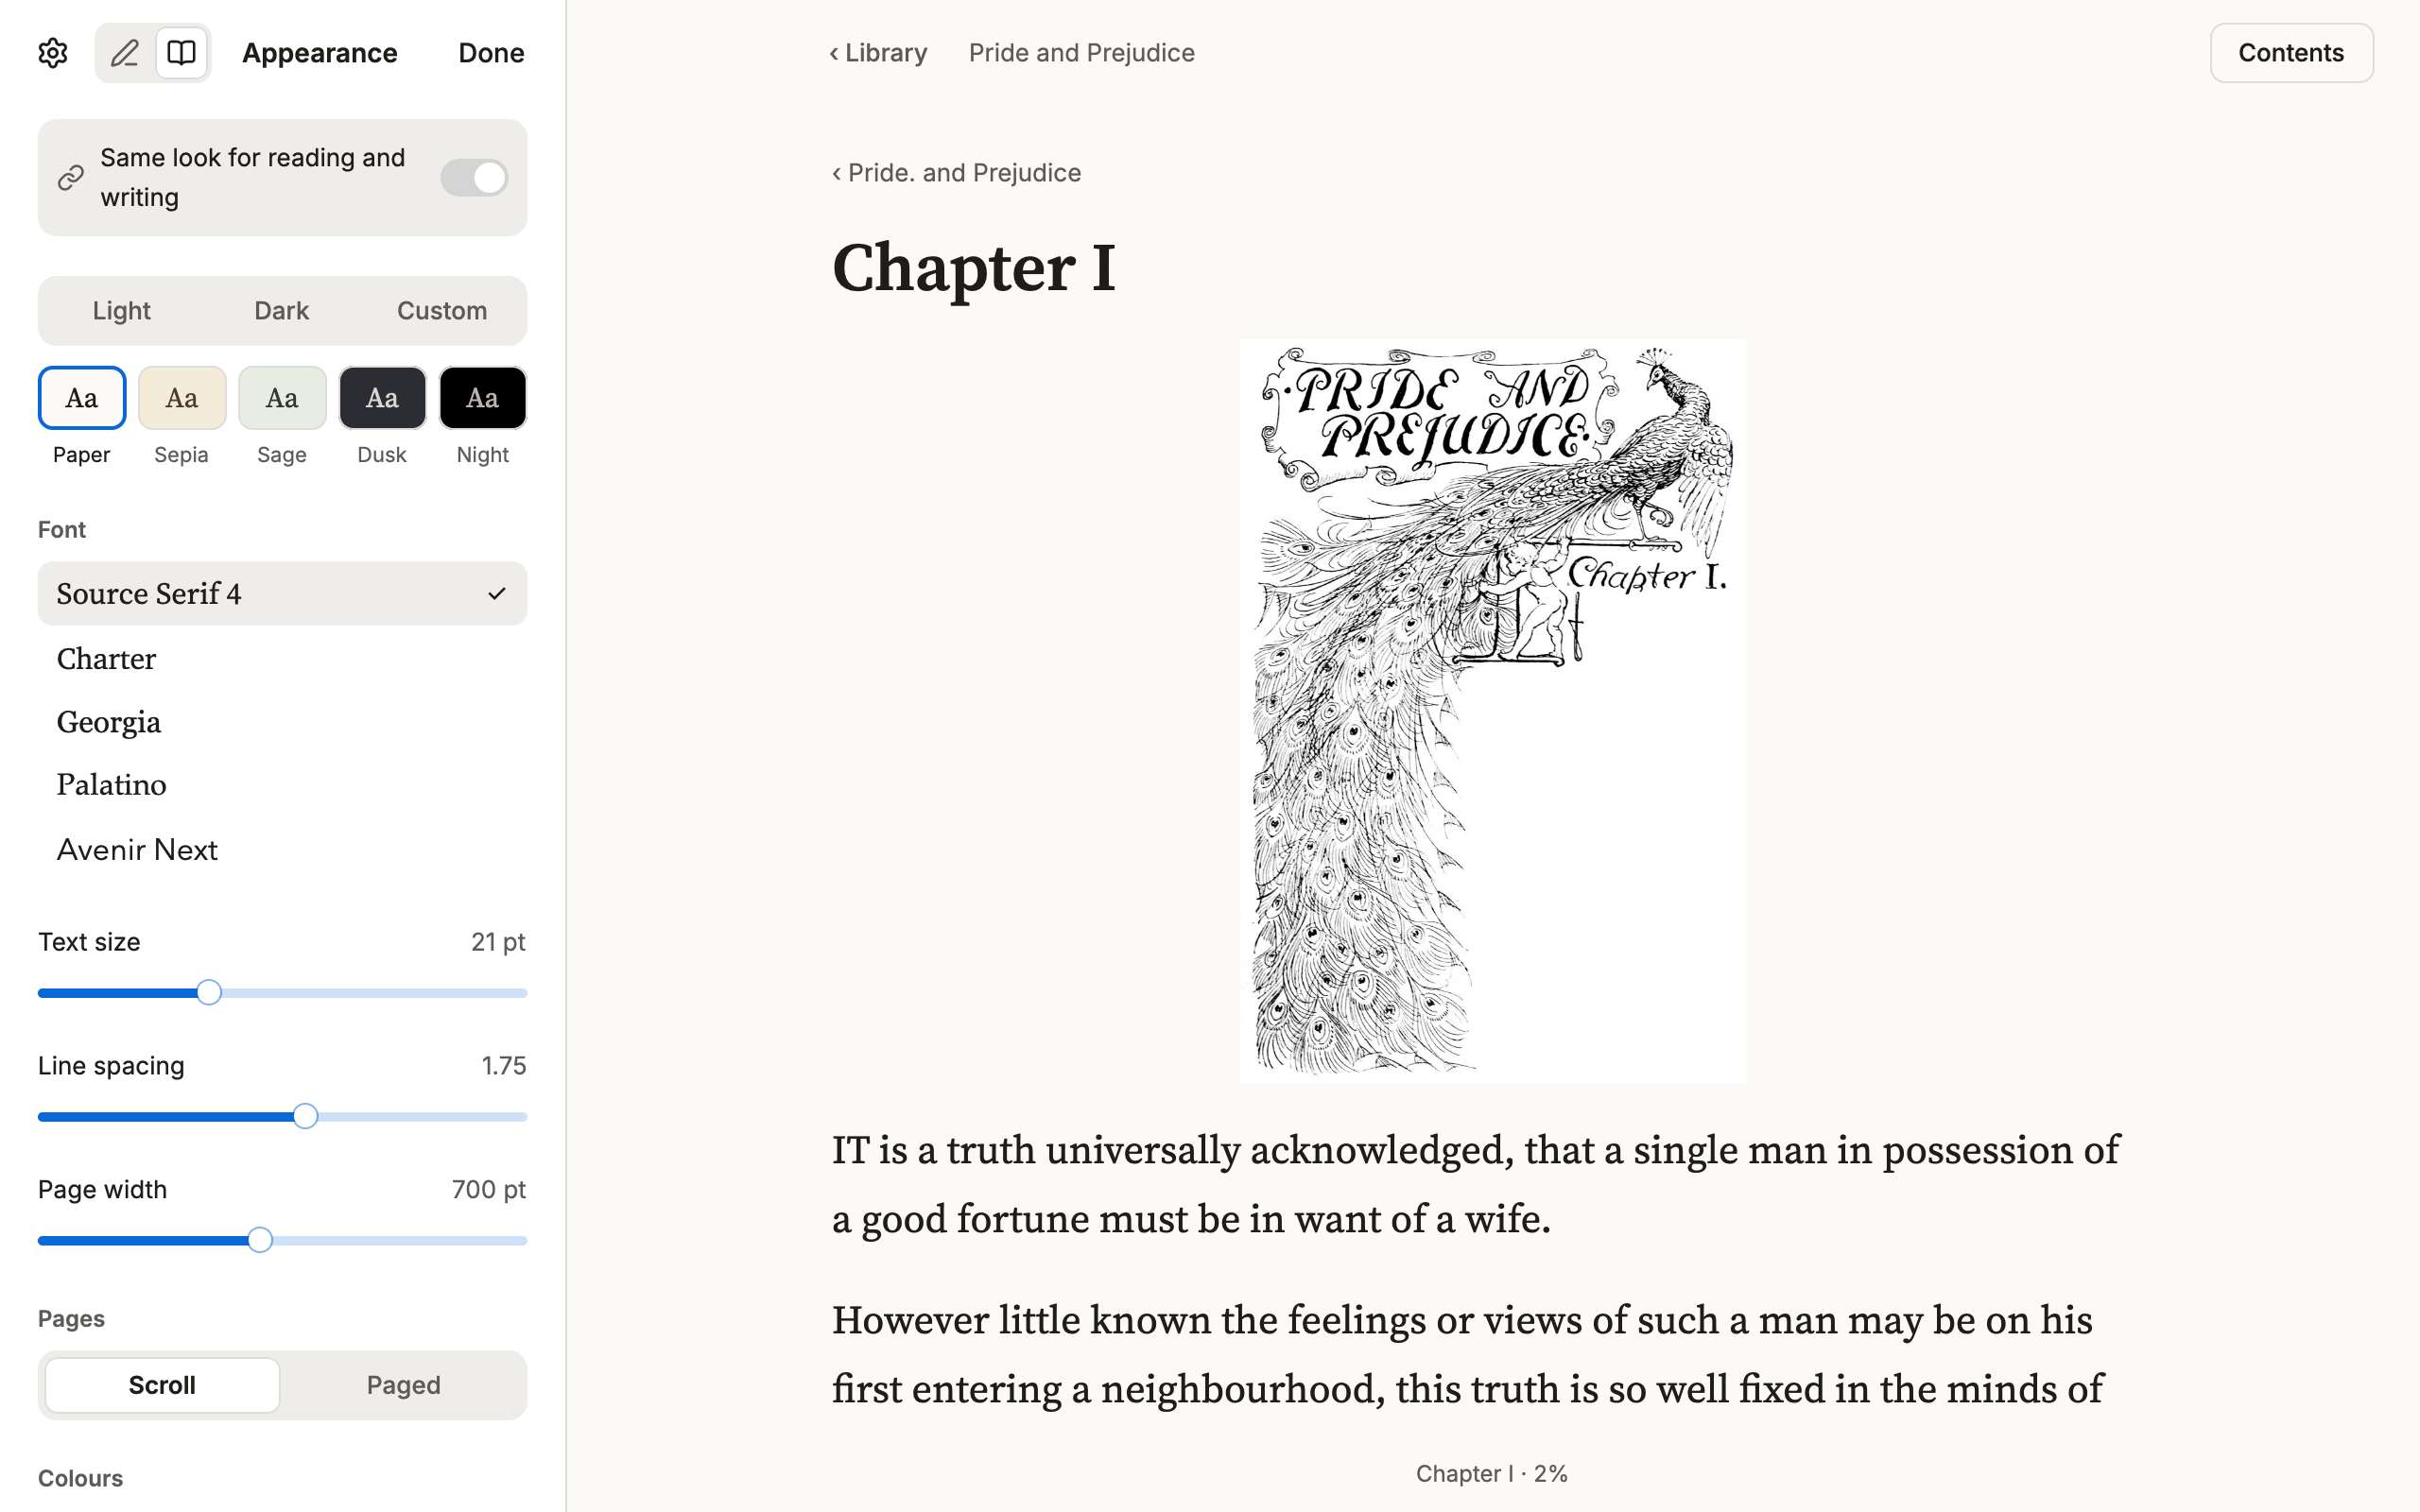 Appearance
Done
Same look for reading and
writing
Light Dark Custom
Aa Aa Aa Aa Aa
Paper Sepia Sage Dusk Night
Font
Source Serif 4
Charter
Georgia
Palatino
Avenir Next
Text size 21 pt
Line spacing 1.75
Page width 700 pt
Pages
Scroll Paged
Colours
‹ Library Pride and Prejudice
Contents
‹ Pride. and Prejudice
Chapter I
·PRIDE AND
PREJUDICE·
Chapter I.
It
IT is a truth universally acknowledged, that a single man in possession of
a good fortune must be in want of a wife.
However little known the feelings or views of such a man may be on his
first entering a neighbourhood, this truth is so well fixed in the minds of
Chapter I · 2%